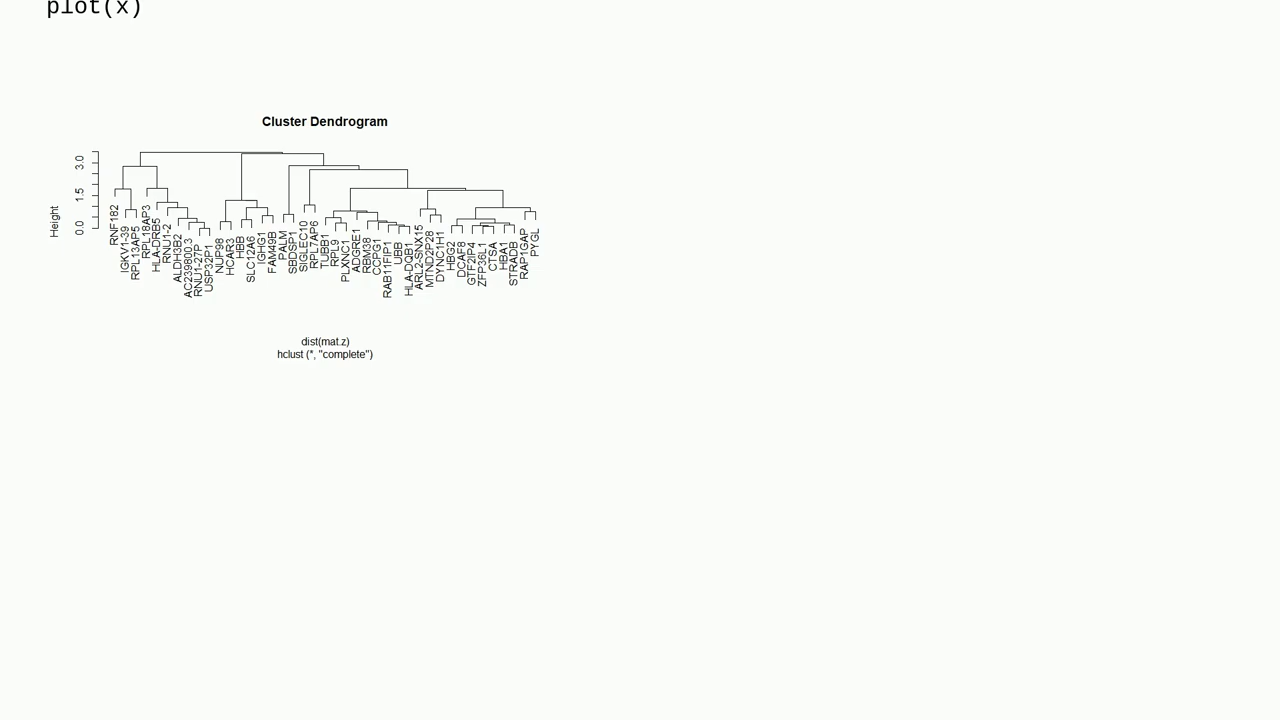 plot(x)
Cluster Dendrogram
Height
0.0
1.5
3.0
RNF182
IGKV1-39
RPL13AP5
RPL18AP3
HLA-DRB5
RNU1-2
ALDH3B2
AC239800.3
RNU1-27P
USP32P1
NUP98
HCAR3
HBB
SLC12A6
IGHG1
FAM49B
PALM
SBDSP1
SIGLEC10
RPL7AP6
TUBB1
RPL9
PLXNC1
ADGRE1
RBM38
CCPG1
RAB11FIP1
UBB
HLA-DQB1
ARL2-SNX15
MTND2P28
DYNC1H1
HBG2
DCAF8
GTF2IP4
ZFP36L1
CTSA
HBA1
STRADB
RAP1GAP
PYGL
dist(mat.z)
hclust (*, "complete")